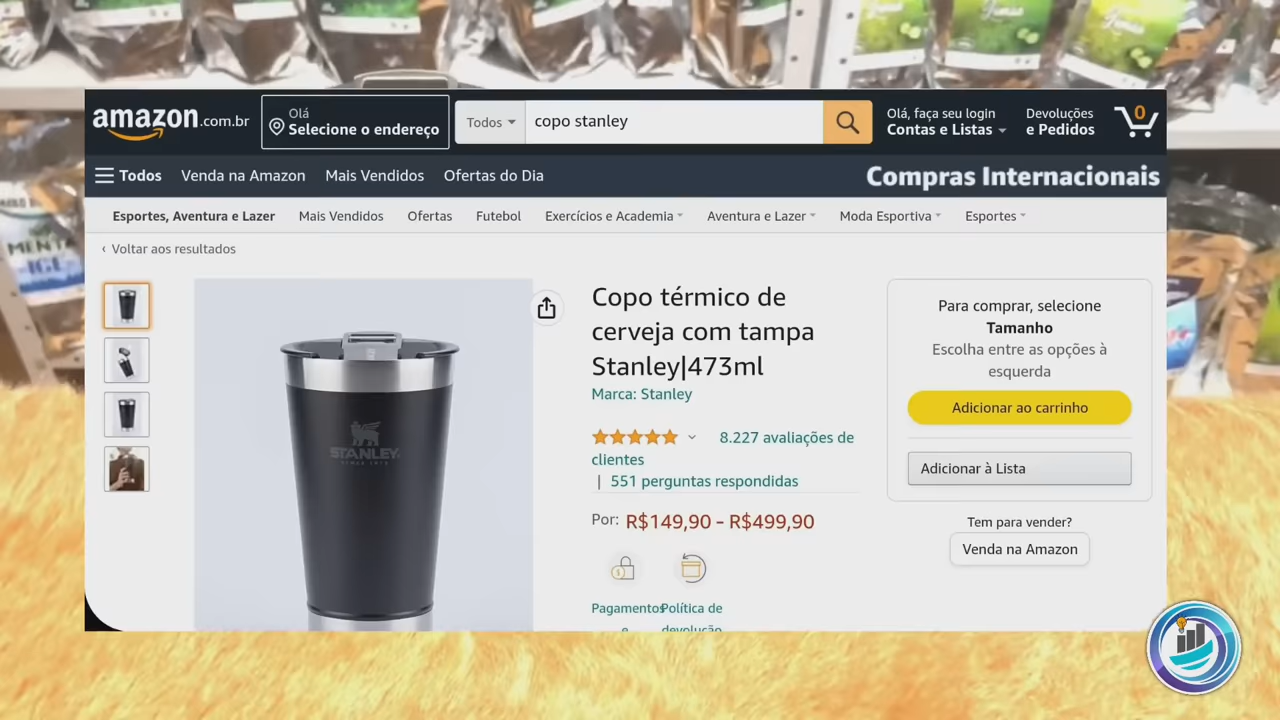 amazon.com.br
Olá
Selecione o endereço
Todos
copo stanley
Olá, faça seu login
Contas e Listas
Devoluções
e Pedidos
0
Todos
Venda na Amazon
Mais Vendidos
Ofertas do Dia
Compras Internacionais
Esportes, Aventura e Lazer
Mais Vendidos
Ofertas
Futebol
Exercícios e Academia
Aventura e Lazer
Moda Esportiva
Esportes
‹ Voltar aos resultados
MENTA
IGE
STANLEY
Copo térmico de
cerveja com tampa
Stanley|473ml
Marca: Stanley
8.227 avaliações de
clientes
| 551 perguntas respondidas
Por: R$149,90 - R$499,90
Pagamentos
e
Política de
devolução
Para comprar, selecione
Tamanho
Escolha entre as opções à
esquerda
Adicionar ao carrinho
Adicionar à Lista
Tem para vender?
Venda na Amazon